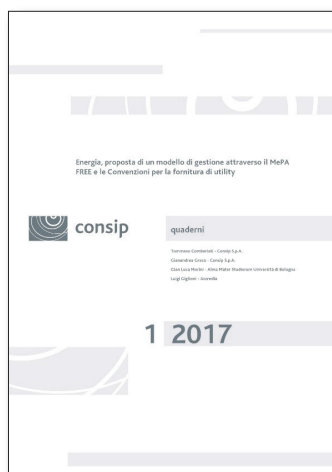 Energia, proposta di un modello di gestione attraverso il MePA
FREE e le Convenzioni per la fornitura di utility
consip
quaderni
Tommaso Gamberiati - Consip S.p.A.
Gianandrea Greco - Consip S.p.A.
Gian Luca Morini - Alma Mater Studiorum Università di Bologna
Luigi Giglioni - Acerella
1 2017